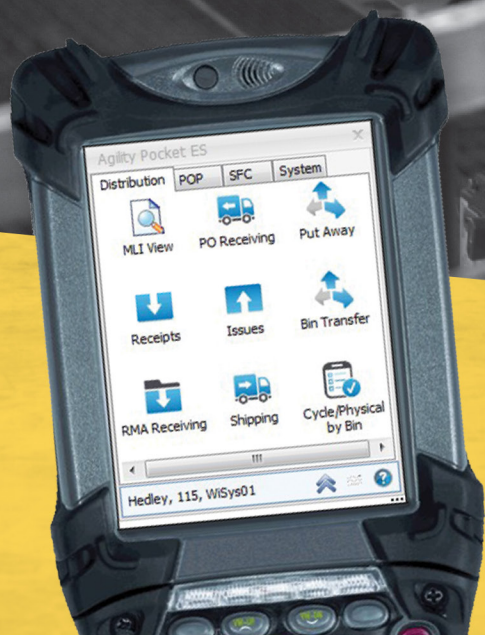 Agility Pocket ES
Distribution POP SFC System
MLI View PO Receiving Put Away
Receipts Issues Bin Transfer
RMA Receiving Shipping Cycle/Physical
by Bin
Hedley, 115, WiSys01